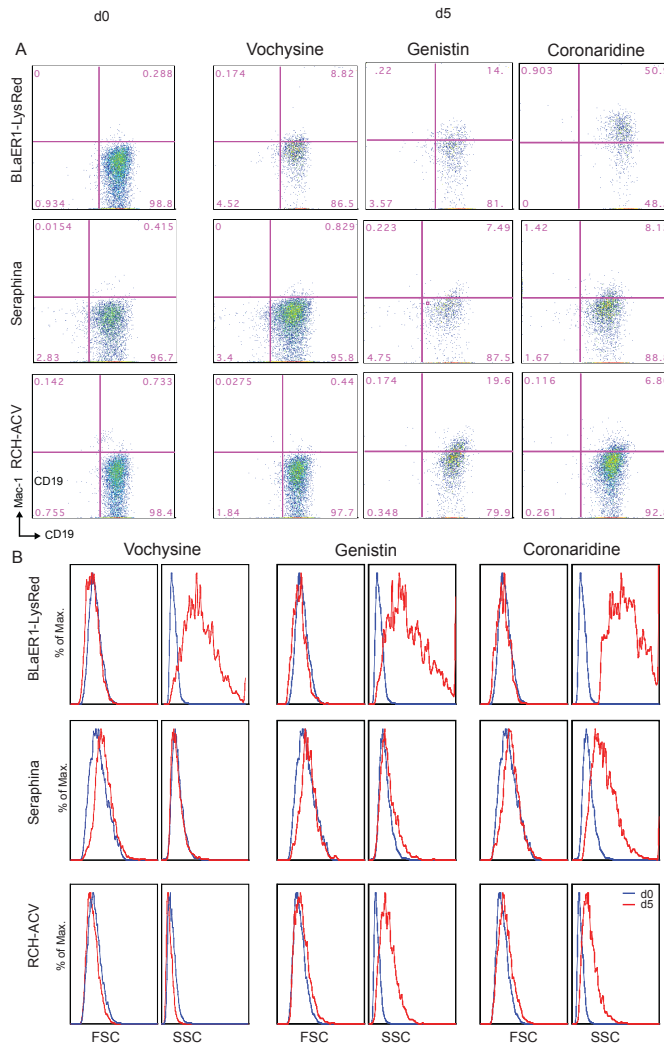 d0 d5
A Vochysine Genistin Coronaridine
BLaER1-LysRed
0 0.288 0.174 8.82 .22 14. 0.903 50.9
0.934 98.8 4.52 86.5 3.57 81. 0 48.
Seraphina
0.0154 0.415 0 0.829 0.223 7.49 1.42 8.1
2.83 96.7 3.4 95.8 4.75 87.5 1.67 88.
RCH-ACV
0.142 0.733 0.0275 0.44 0.174 19.6 0.116 6.8
CD19
0.755 98.4 1.84 97.7 0.348 79.9 0.261 92.
Mac-1
CD19
B Vochysine Genistin Coronaridine
BLaER1-LysRed
% of Max.
Seraphina
% of Max.
RCH-ACV
% of Max.
d0
d5
FSC SSC FSC SSC FSC SSC